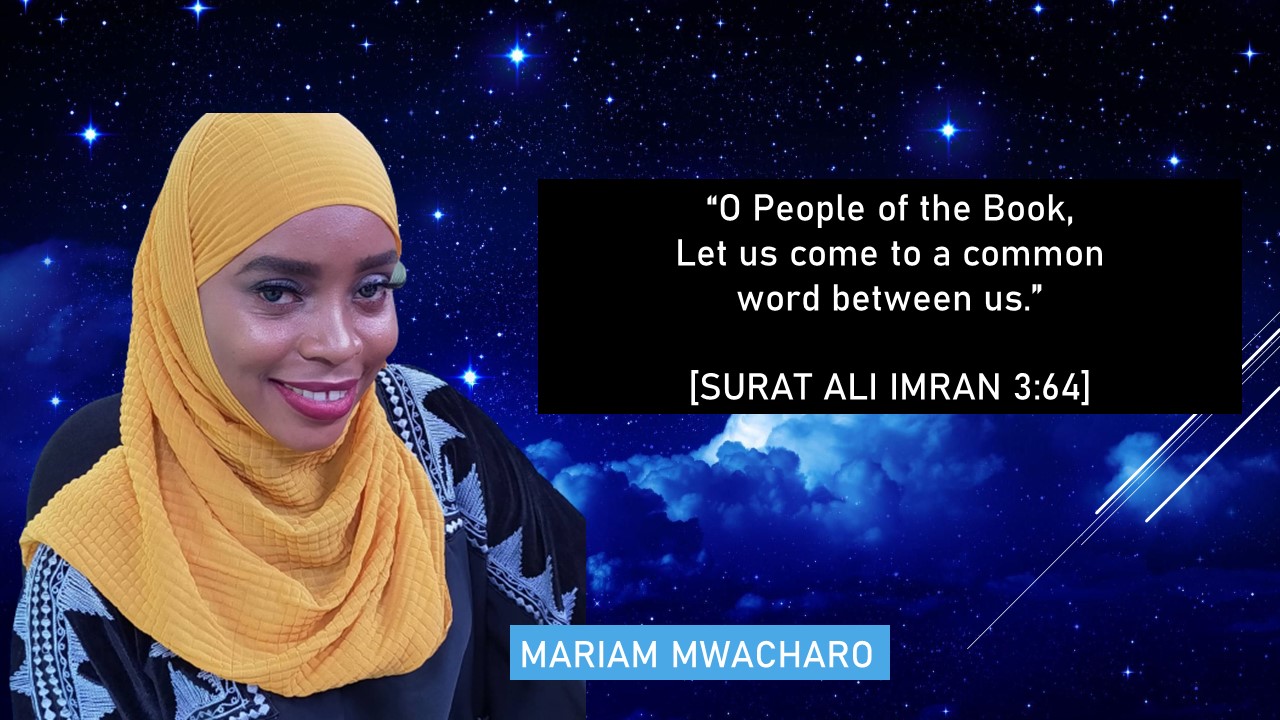 “O People of the Book,
Let us come to a common
word between us.”
[SURAT ALI IMRAN 3:64]
MARIAM MWACHARO